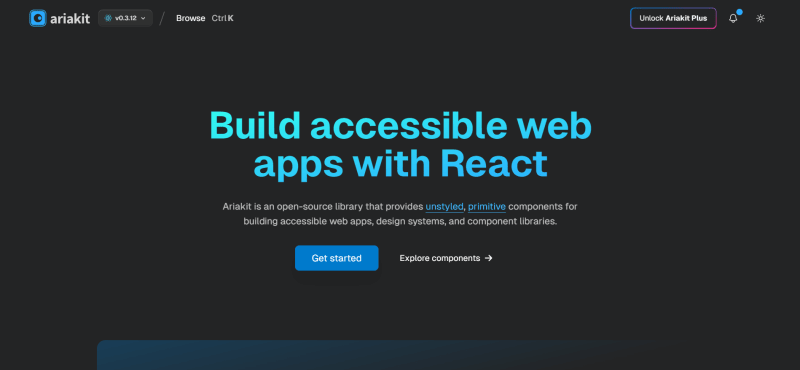 ariakit v0.3.12 / Browse Ctrl K Unlock Ariakit Plus
Build accessible web
apps with React
Ariakit is an open-source library that provides unstyled, primitive components for
building accessible web apps, design systems, and component libraries.
Get started Explore components →